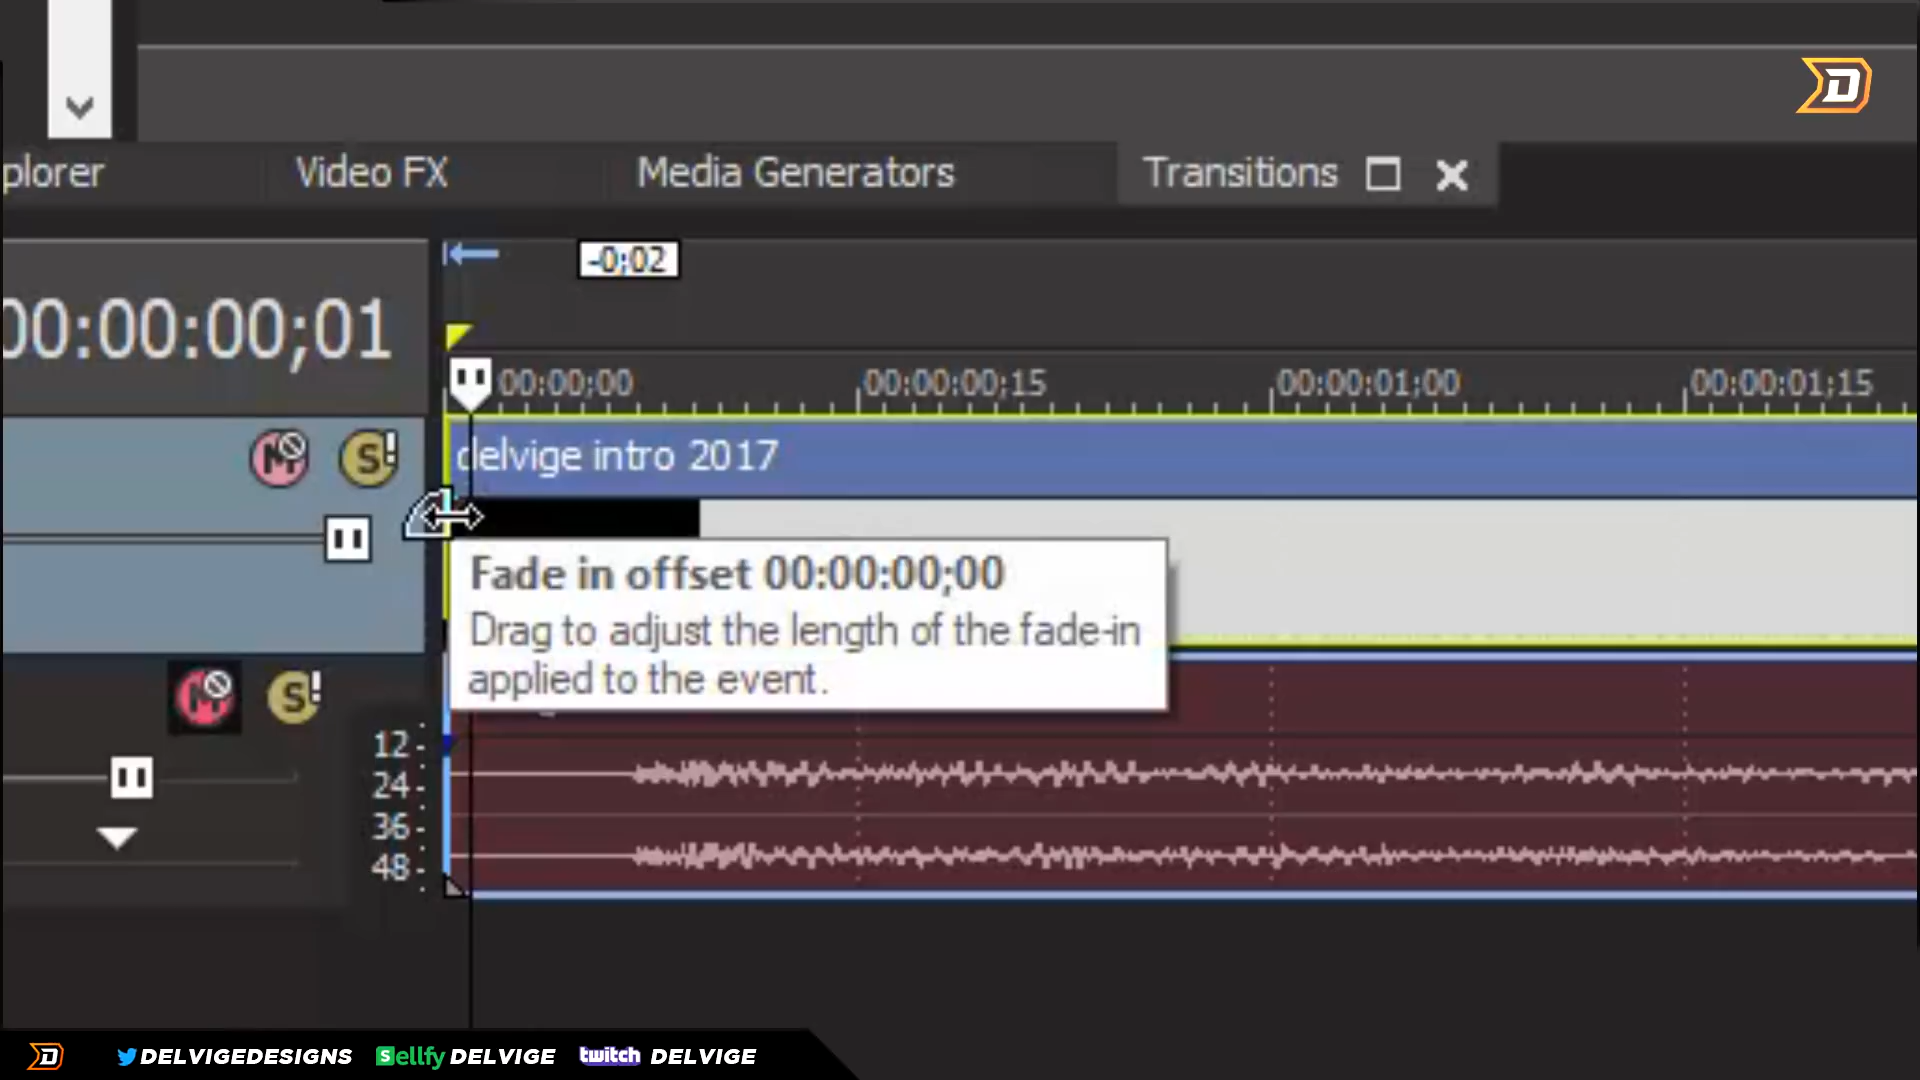 D
plorer Video FX Media Generators Transitions
-0;02
00:00:00;01
00:00;00 00:00:00;15 00:00:01;00 00:00:01;15
M S delvige intro 2017
Fade in offset 00:00:00;00
Drag to adjust the length of the fade-in
applied to the event.
M S
12
24
36
48
D DELVIGEDESIGNS Sellfy DELVIGE twitch DELVIGE